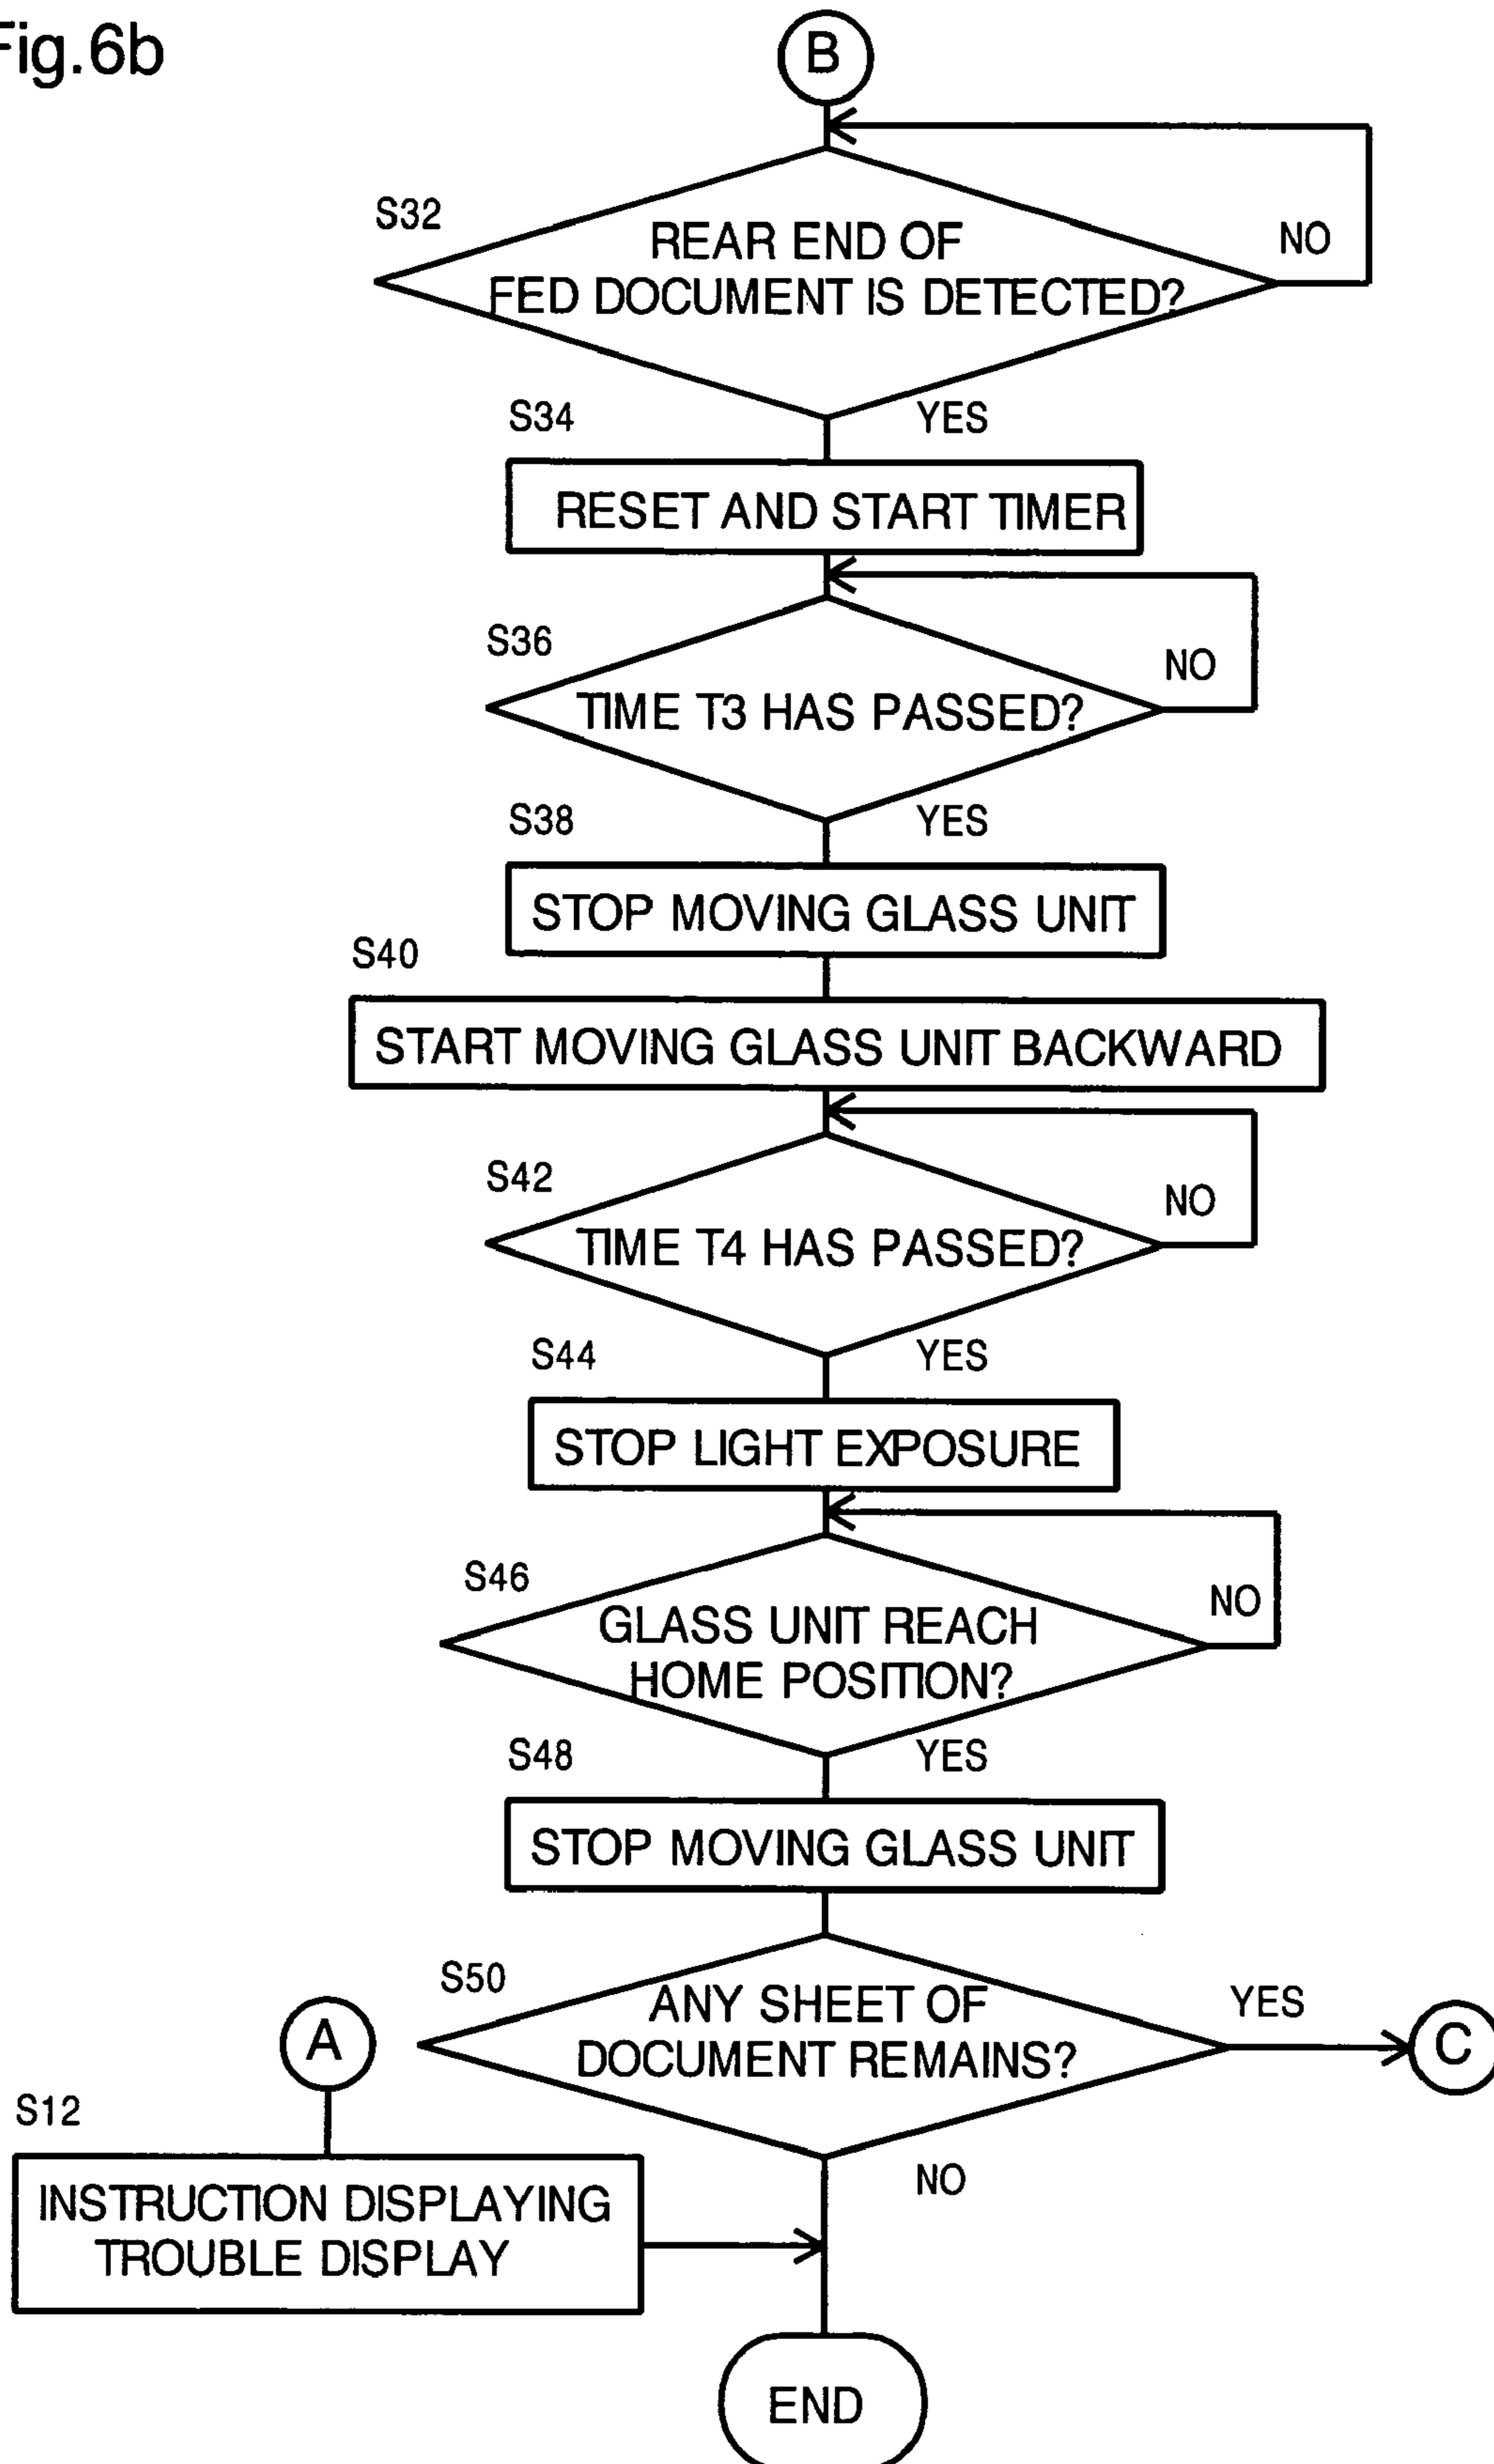 Fig.6b
B
S32
REAR END OF
FED DOCUMENT IS DETECTED?
NO
S34
YES
RESET AND START TIMER
S36
NO
TIME T3 HAS PASSED?
S38
YES
STOP MOVING GLASS UNIT
S40
START MOVING GLASS UNIT BACKWARD
S42
NO
TIME T4 HAS PASSED?
S44
YES
STOP LIGHT EXPOSURE
S46
NO
GLASS UNIT REACH
HOME POSITION?
S48
YES
STOP MOVING GLASS UNIT
S50
ANY SHEET OF
DOCUMENT REMAINS?
YES
C
A
S12
NO
INSTRUCTION DISPLAYING
TROUBLE DISPLAY
END